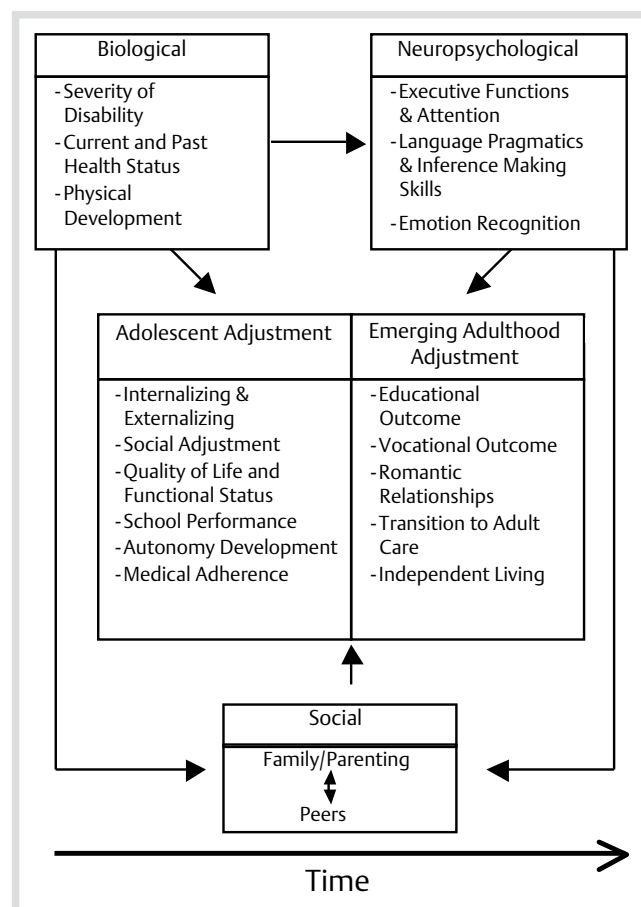 Biological
-Severity of
Disability
-Current and Past
Health Status
-Physical
Development
Neuropsychological
-Executive Functions
& Attention
-Language Pragmatics
& Inference Making
Skills
-Emotion Recognition
Adolescent Adjustment
-Internalizing &
Externalizing
-Social Adjustment
-Quality of Life and
Functional Status
-School Performance
-Autonomy Development
-Medical Adherence
Emerging Adulthood
Adjustment
-Educational
Outcome
-Vocational Outcome
-Romantic
Relationships
-Transition to Adult
Care
-Independent Living
Social
Family/Parenting
Peers
Time